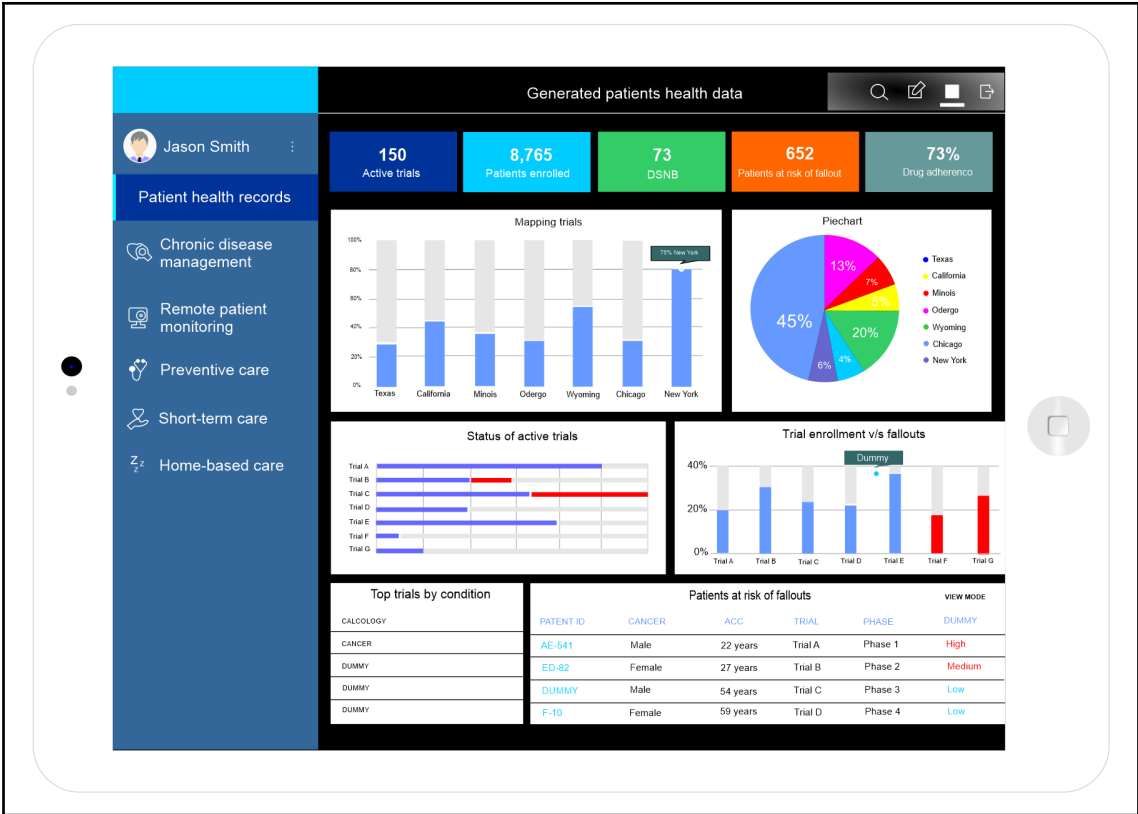 Generated patients health data
Jason Smith
Patient health records
Chronic disease
management
Remote patient
monitoring
Preventive care
Short-term care
Z z z
Home-based care
150
Active trials
8,765
Patients enrolled
73
DSNB
652
Patients at risk of fallout
73%
Drug adherenco
Mapping trials
100%
80%
60%
40%
20%
0%
75% New York
Texas California Minois Odergo Wyoming Chicago New York
Piechart
13%
7%
5%
20%
4%
6%
45%
Texas
California
Minois
Odergo
Wyoming
Chicago
New York
Status of active trials
Trial A
Trial B
Trial C
Trial D
Trial E
Trial F
Trial G
Trial enrollment v/s fallouts
Dummy
40%
20%
0%
Trial A Trial B Trial C Trial D Trial E Trial F Trial G
Top trials by condition
CALCOLOGY
CANCER
DUMMY
DUMMY
DUMMY
Patients at risk of fallouts VIEW MODE
PATENT ID CANCER ACC TRIAL PHASE DUMMY
AE-541 Male 22 years Trial A Phase 1 High
ED-82 Female 27 years Trial B Phase 2 Medium
DUMMY Male 54 years Trial C Phase 3 Low
F-10 Female 59 years Trial D Phase 4 Low